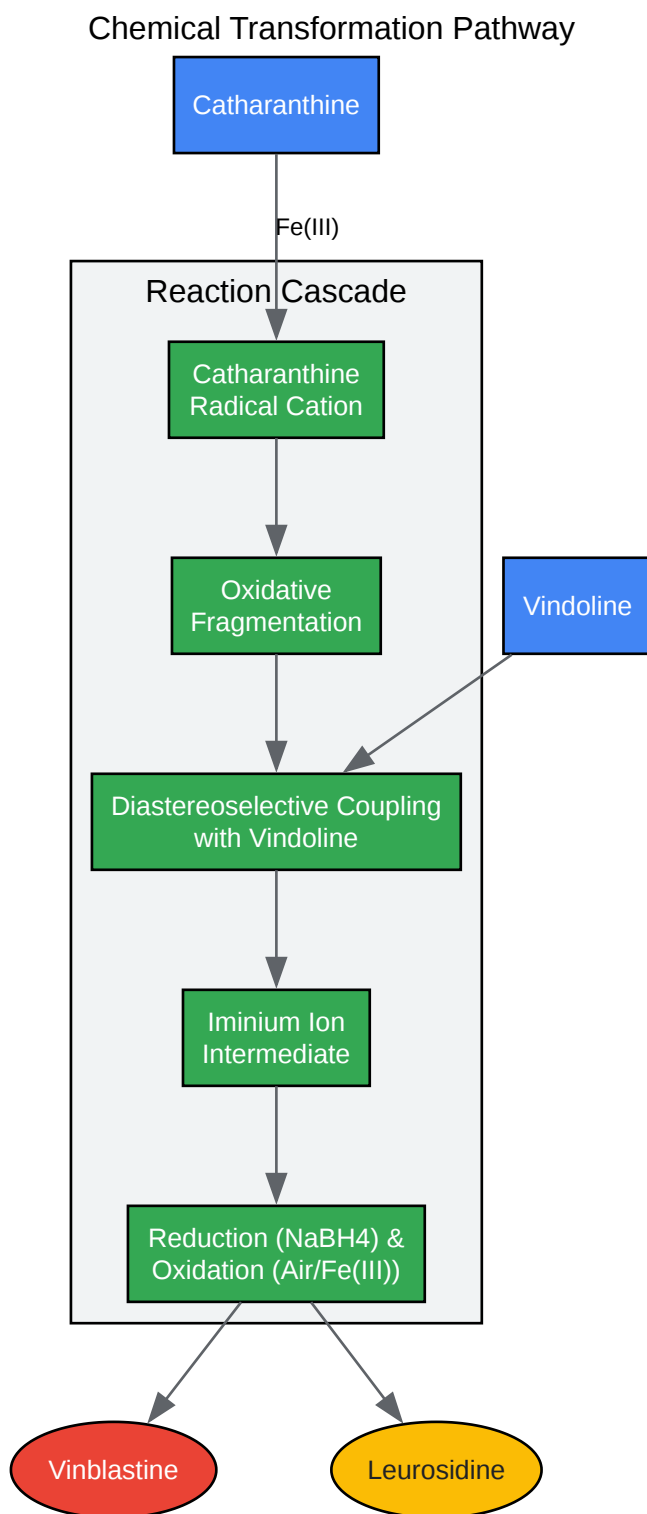 Chemical Transformation Pathway
Catharanthine
Fe(III)
Reaction Cascade
Catharanthine
Radical Cation
Oxidative
Fragmentation
Vindoline
Diastereoselective Coupling
with Vindoline
Iminium Ion
Intermediate
Reduction (NaBH4) &
Oxidation (Air/Fe(III))
Vinblastine
Leurosidine